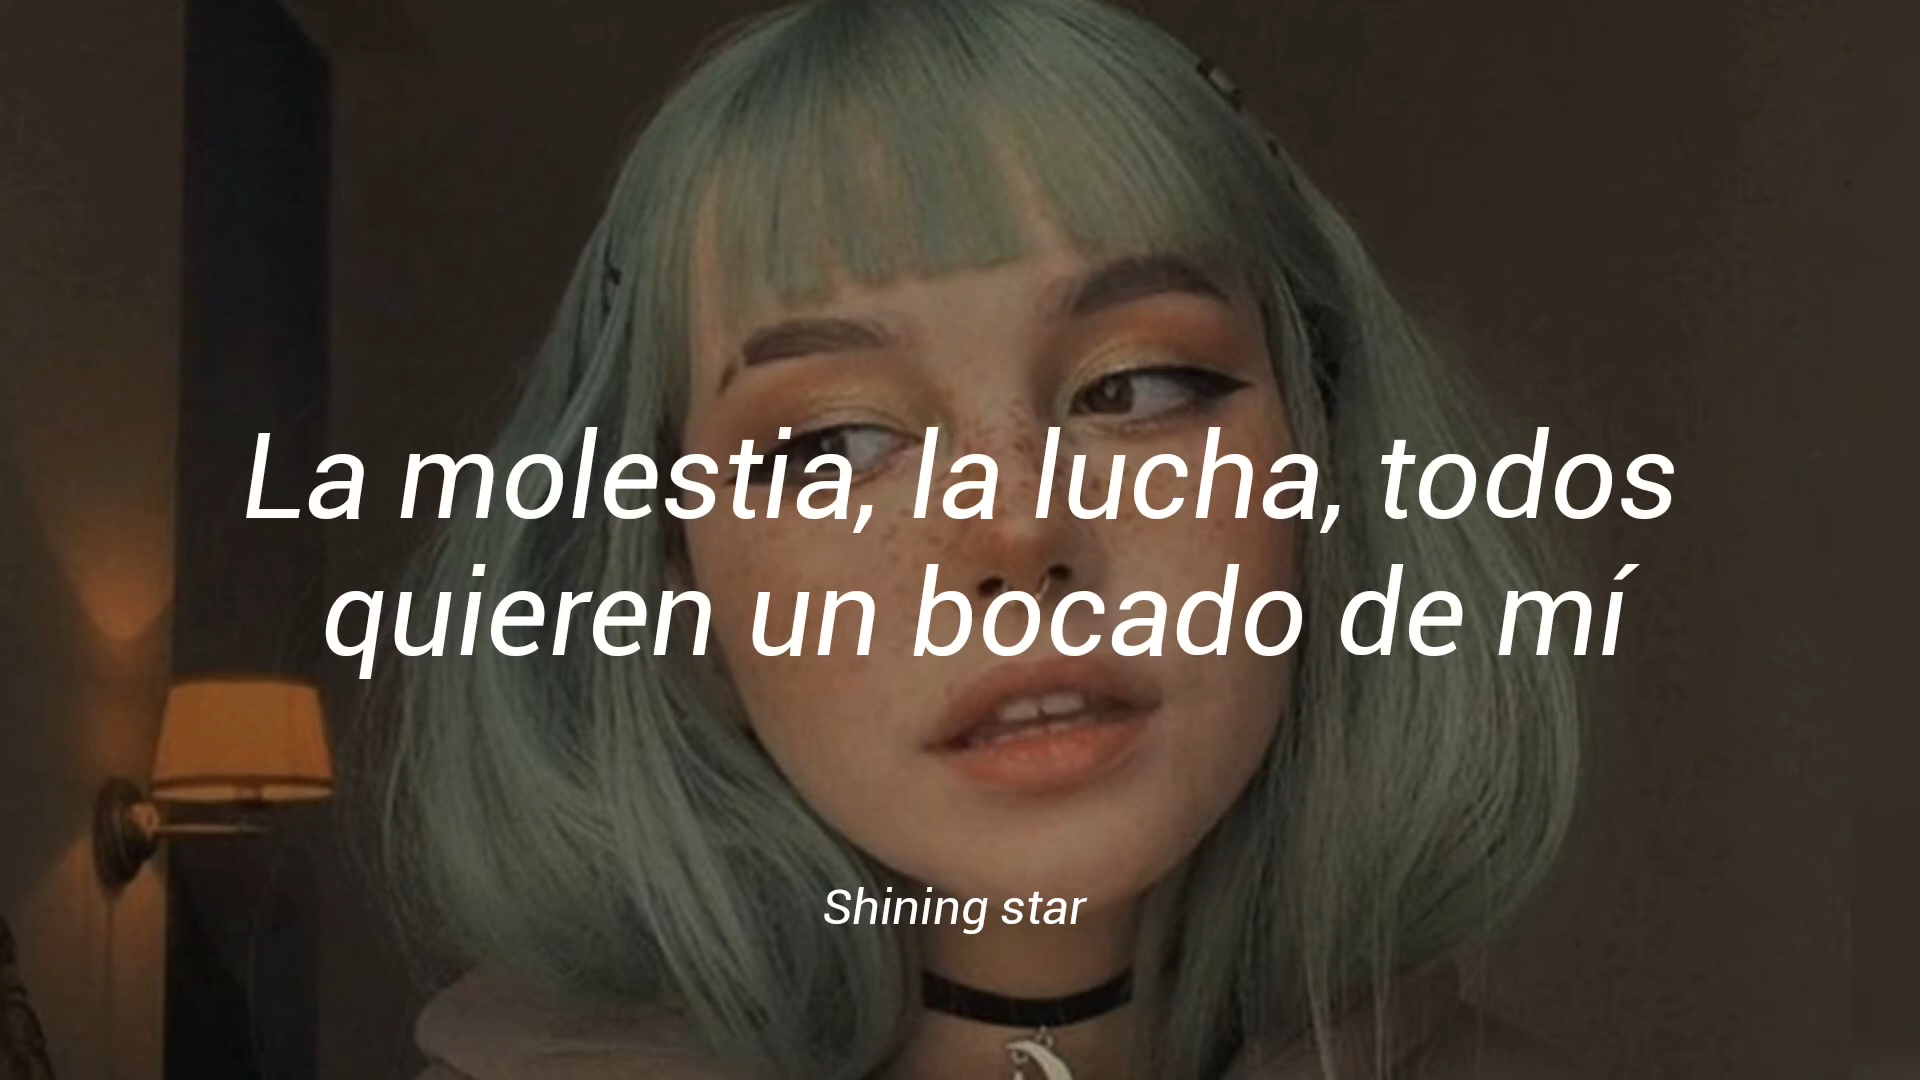 La molestia, la lucha, todos
quieren un bocado de mí
Shining star